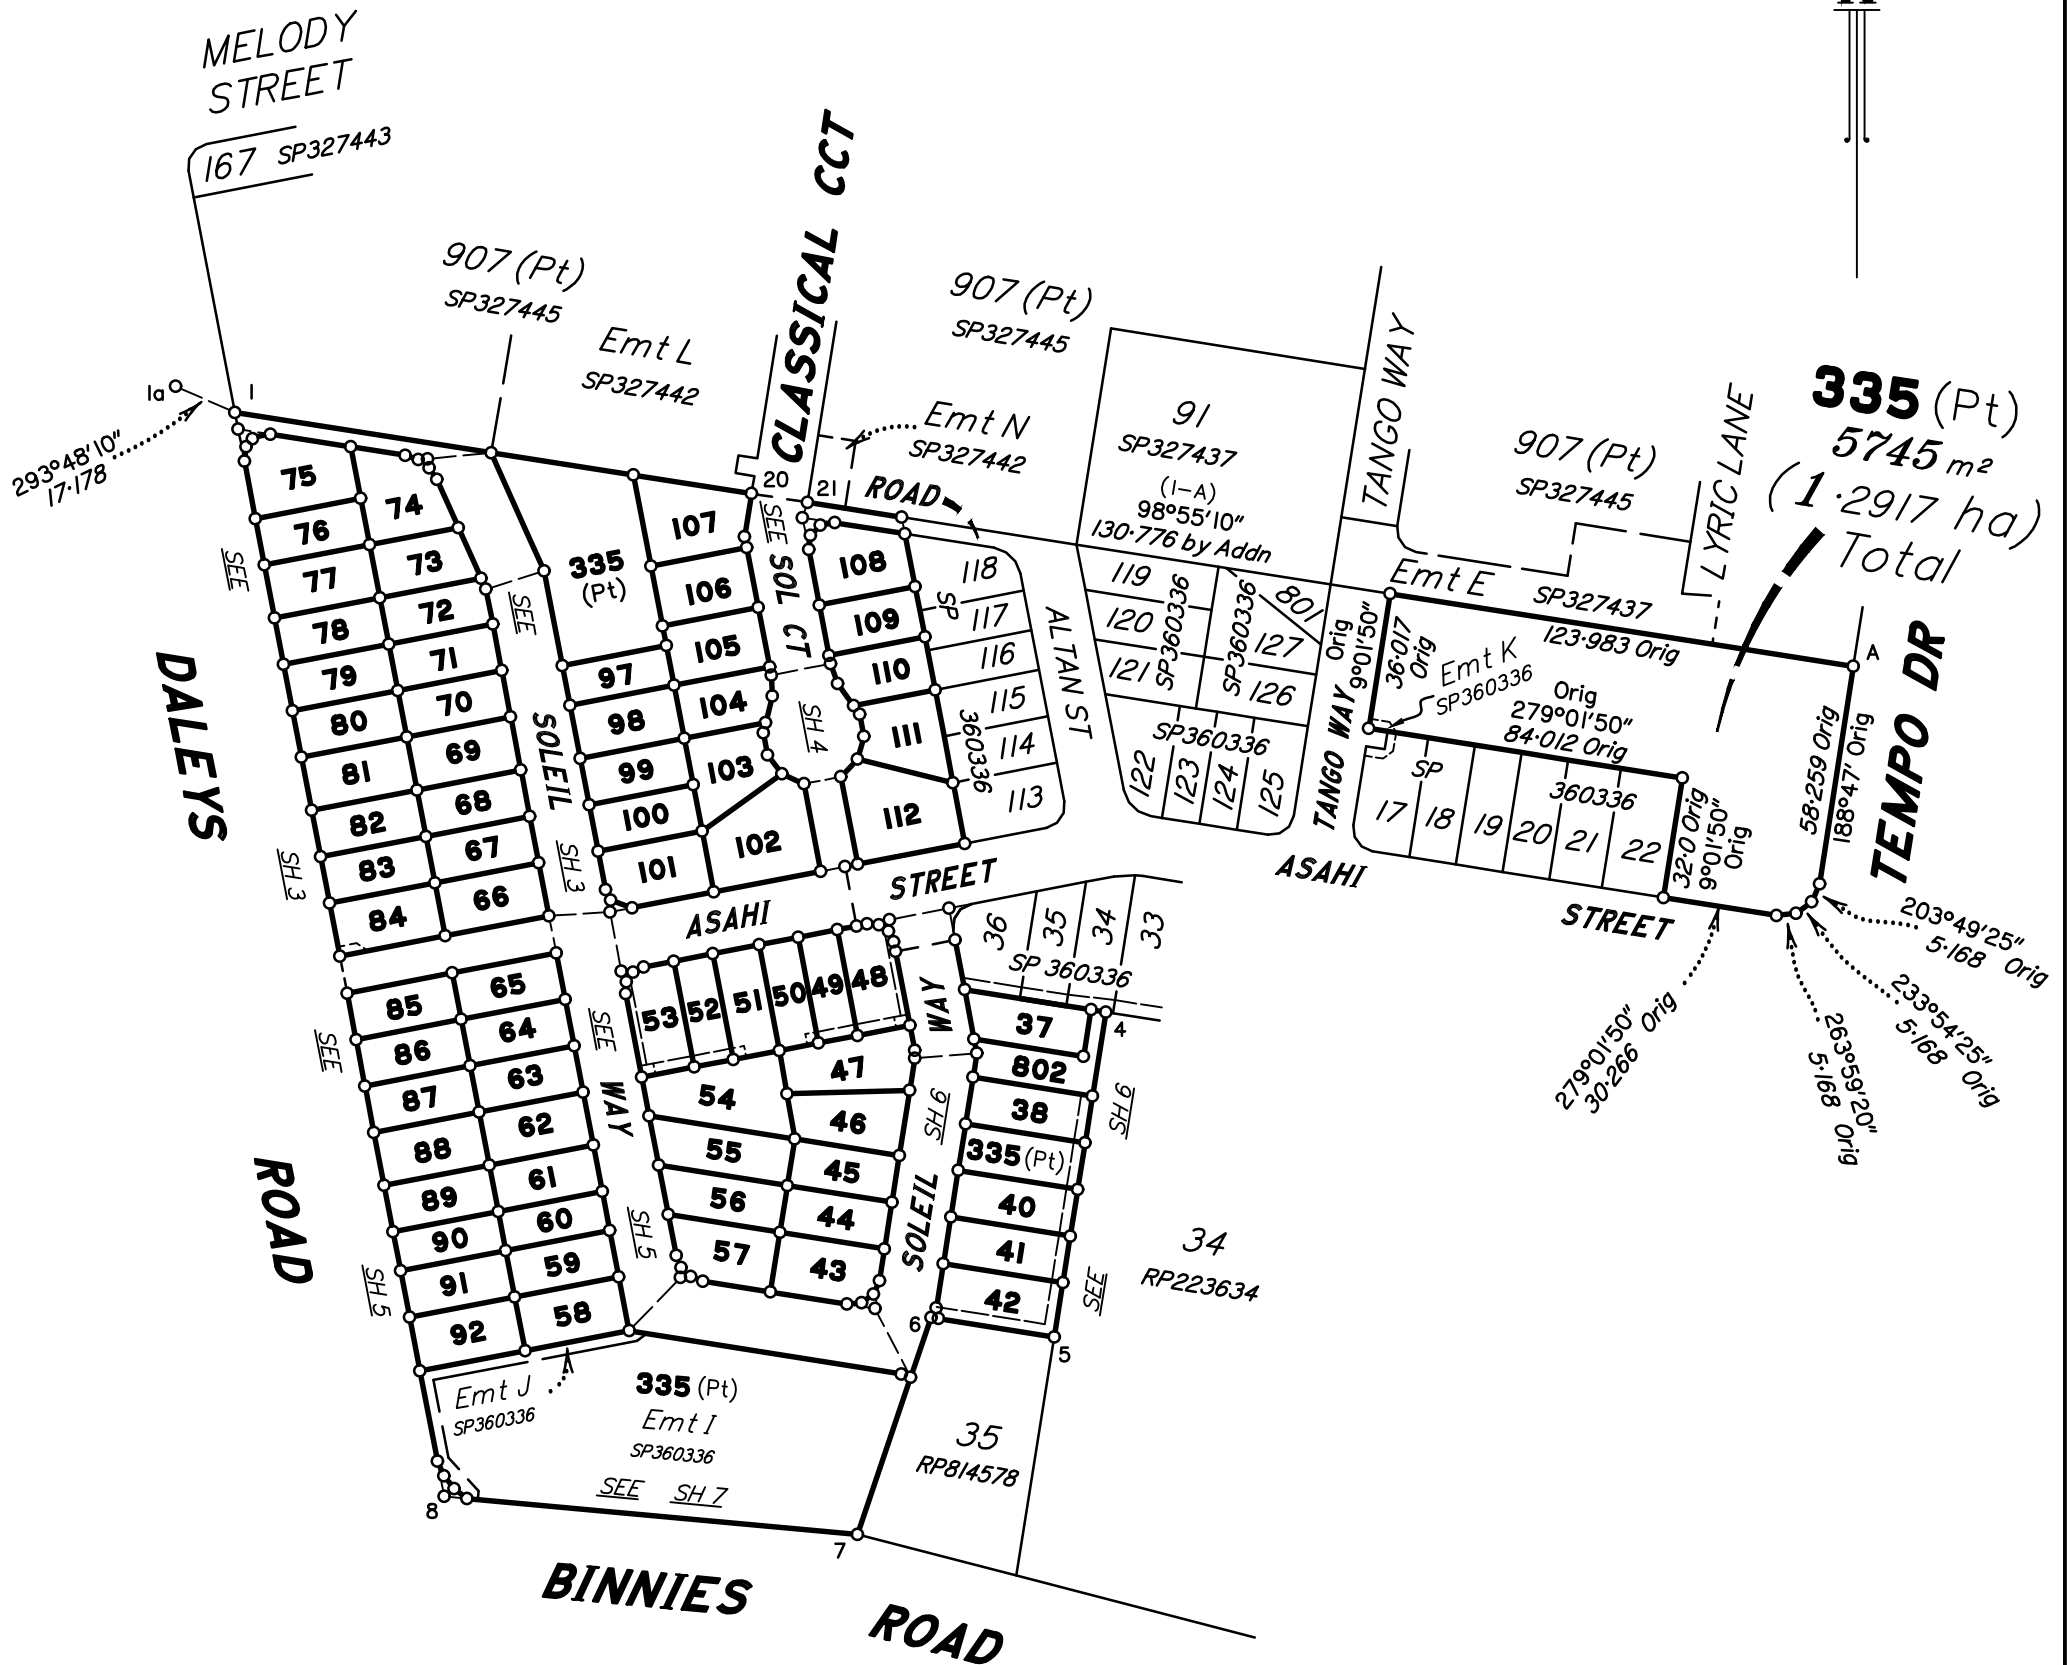 MELODY
STREET
167 SP327443
907 (Pt)
SP327445
Emt L
SP327442
CLASSICAL CCT
907 (Pt)
SP327445
Emt N
SP327442
ROAD
91
SP327437
(1-A)
98°55'10"
130·776 by Addn
TANGO WAY
907 (Pt)
SP327445
LYRIC LANE
335 (Pt)
5745 m²
(1·2917 ha)
Total
1a
1
293°48'10"
17·178
20
21
Emt E
SP327437
123·983 Orig
A
TEMPO DR
58·259 Orig
188°47' Orig
Orig
9°01'50"
36·017
Orig
Emt K
SP360336
Orig
279°01'50"
84·012 Orig
32·0 Orig
9°01'50"
Orig
203°49'25"
5·168 Orig
233°54'25"
5·168 Orig
263°59'20"
5·168 Orig
279°01'50"
30·266 Orig
SP
360336
17
18
19
20
21
22
TANGO WAY
ASAHI
STREET
119
120
121
SP360336
SP360336
801
127
126
SP360336
122
123
124
125
ALTAN ST
118
117
116
115
114
113
SP
360336
DALEYS
ROAD
SEE
SH 3
75
76
77
78
79
80
81
82
83
84
74
73
72
71
70
69
68
67
66
SEE
SH 3
SOLEIL
WAY
335
(Pt)
107
106
105
104
103
102
97
98
99
100
101
SEE
SH 4
SOL CT
108
109
110
111
112
ASAHI
STREET
36
35
34
33
SP 360336
SEE
SH 5
85
86
87
88
89
90
91
92
65
64
63
62
61
60
59
58
SEE
SH 5
53
52
51
50
49
48
54
55
56
57
47
46
45
44
43
SOLEIL
WAY
SH 6
37
802
38
335 (Pt)
40
41
42
4
5
6
SEE
SH 6
34
RP223634
35
RP814578
Emt J
SP360336
335 (Pt)
Emt I
SP360336
SEE SH 7
8
7
BINNIES
ROAD